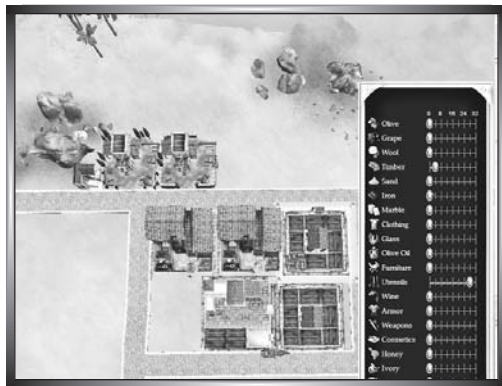 0 8 16 24 32
Olive
Grape
Wool
Timber
Sand
Iron
Marble
Clothing
Glass
Olive Oil
Furniture
Utensils
Wine
Armor
Weapons
Cosmetics
Honey
Ivory